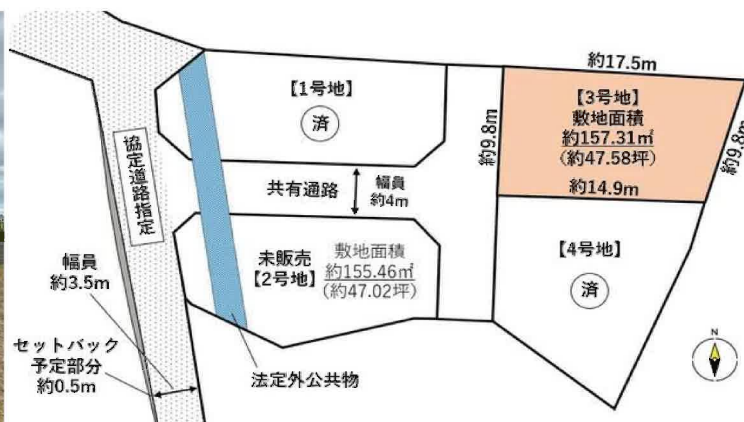 約17.5m
【1号地】
済
約9.8m
【3号地】
敷地面積
約157.31㎡
(約47.58坪)
約9.8m
約14.9m
協定道路指定
共有通路
幅員
約4m
未販売
【2号地】
敷地面積
約155.46㎡
(約47.02坪)
【4号地】
済
幅員
約3.5m
セットバック
予定部分
約0.5m
法定外公共物
N